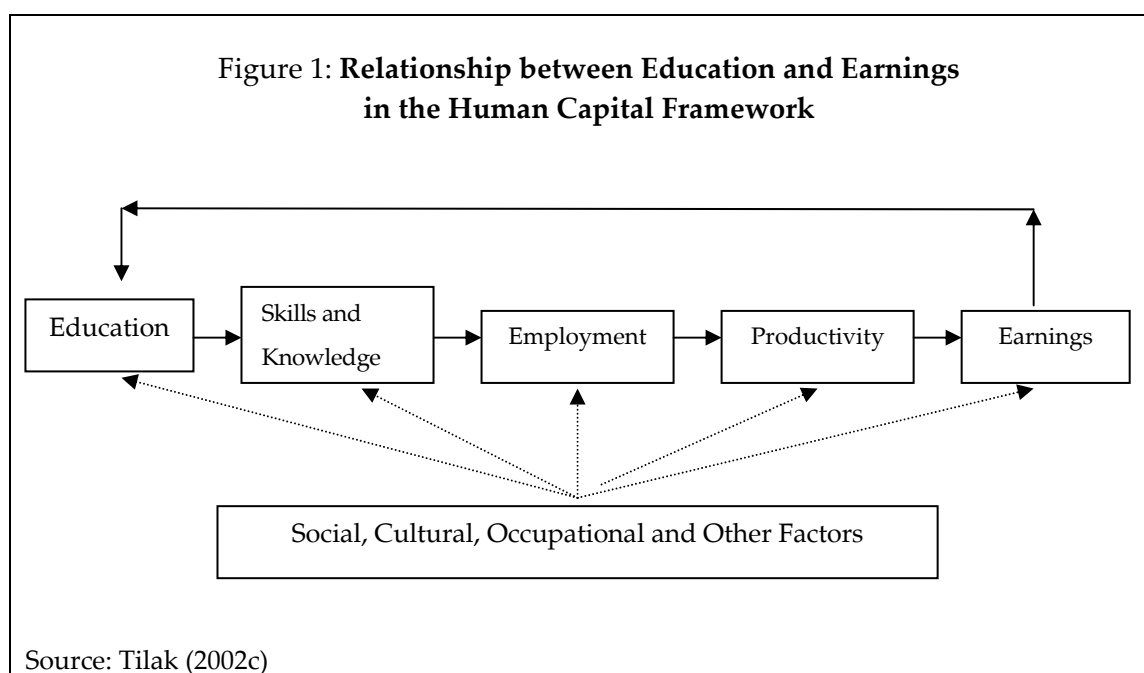 Figure 1: Relationship between Education and Earnings
in the Human Capital Framework
Education
Skills and
Knowledge
Employment
Productivity
Earnings
Social, Cultural, Occupational and Other Factors
Source: Tilak (2002c)